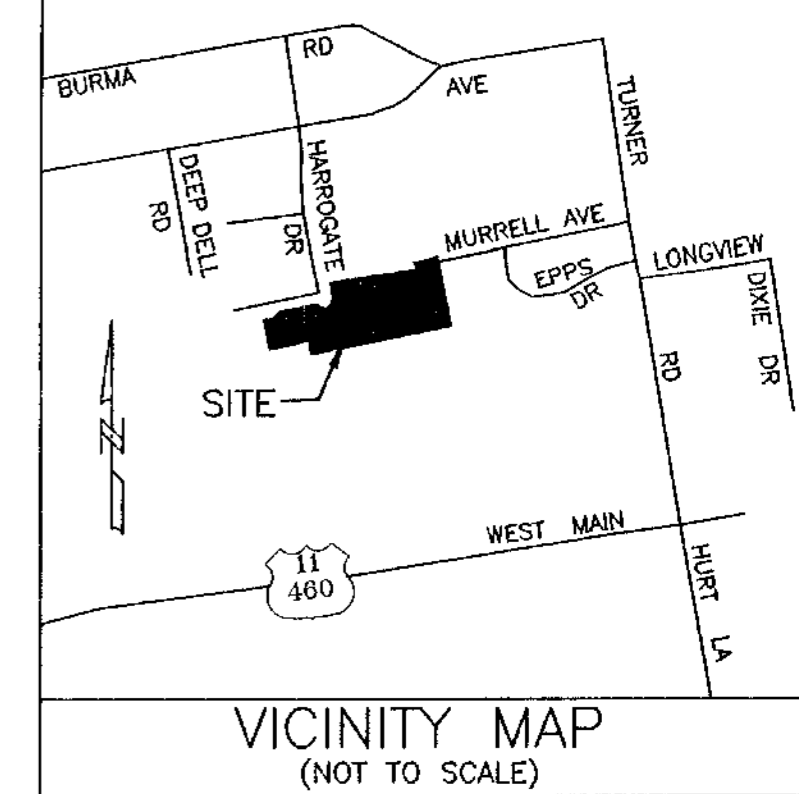 BURMA RD
AVE
TURNER RD
HARROGATE DR
DEEP DELL RD
MURRELL AVE
EPPS DR
LONGVIEW
DIXIE DR
SITE
N
WEST MAIN
11
460
HURT LA
VICINITY MAP
(NOT TO SCALE)